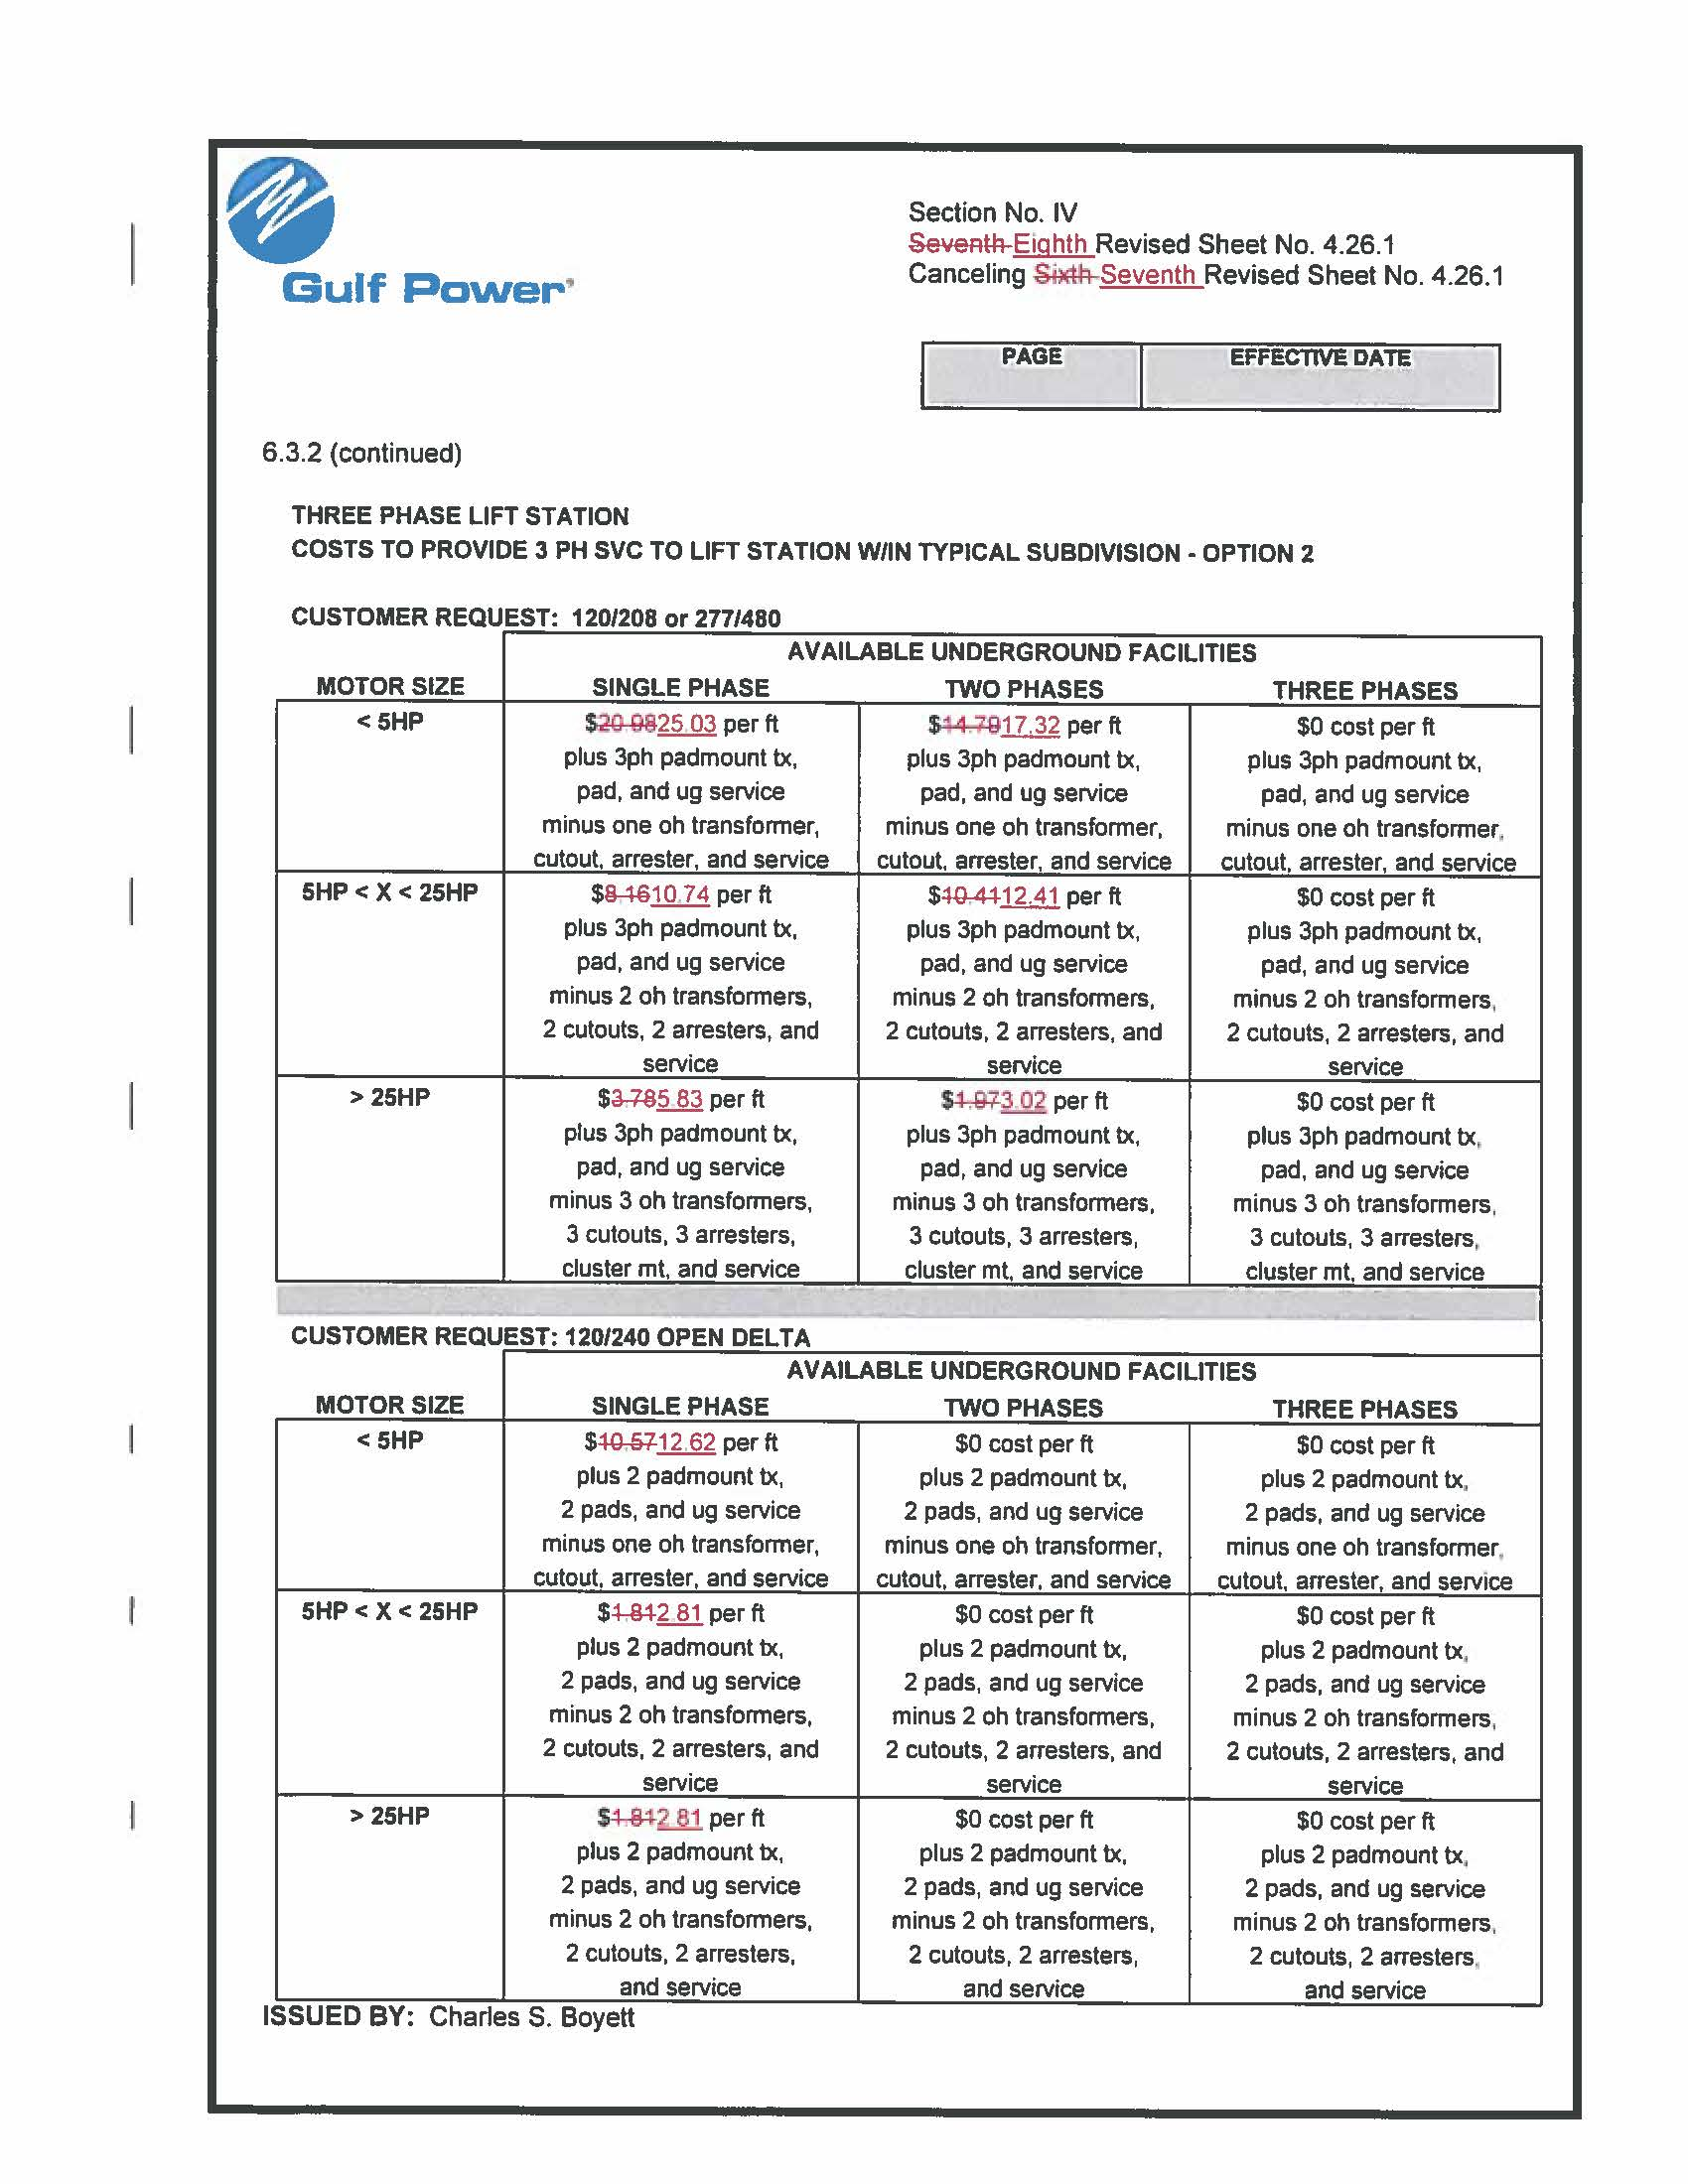 Gulf Power®
Section No. IV
Seventh Eighth Revised Sheet No. 4.26.1
Canceling Sixth Seventh Revised Sheet No. 4.26.1
PAGE EFFECTIVE DATE
6.3.2 (continued)
THREE PHASE LIFT STATION
COSTS TO PROVIDE 3 PH SVC TO LIFT STATION W/IN TYPICAL SUBDIVISION - OPTION 2
CUSTOMER REQUEST: 120/208 or 277/480
AVAILABLE UNDERGROUND FACILITIES
MOTOR SIZE SINGLE PHASE TWO PHASES THREE PHASES
< 5HP $20.9825.03 per ft $14.7917.32 per ft $0 cost per ft
plus 3ph padmount tx, plus 3ph padmount tx, plus 3ph padmount tx,
pad, and ug service pad, and ug service pad, and ug service
minus one oh transformer, minus one oh transformer, minus one oh transformer,
cutout, arrester, and service cutout, arrester, and service cutout, arrester, and service
5HP < X < 25HP $8.1610.74 per ft $10.4112.41 per ft $0 cost per ft
plus 3ph padmount tx, plus 3ph padmount tx, plus 3ph padmount tx,
pad, and ug service pad, and ug service pad, and ug service
minus 2 oh transformers, minus 2 oh transformers, minus 2 oh transformers,
2 cutouts, 2 arresters, and 2 cutouts, 2 arresters, and 2 cutouts, 2 arresters, and
service service service
> 25HP $3.785.83 per ft $1.973.02 per ft $0 cost per ft
plus 3ph padmount tx, plus 3ph padmount tx, plus 3ph padmount tx,
pad, and ug service pad, and ug service pad, and ug service
minus 3 oh transformers, minus 3 oh transformers, minus 3 oh transformers,
3 cutouts, 3 arresters, 3 cutouts, 3 arresters, 3 cutouts, 3 arresters,
cluster mt, and service cluster mt, and service cluster mt, and service
CUSTOMER REQUEST: 120/240 OPEN DELTA
AVAILABLE UNDERGROUND FACILITIES
MOTOR SIZE SINGLE PHASE TWO PHASES THREE PHASES
< 5HP $10.5712.62 per ft $0 cost per ft $0 cost per ft
plus 2 padmount tx, plus 2 padmount tx, plus 2 padmount tx,
2 pads, and ug service 2 pads, and ug service 2 pads, and ug service
minus one oh transformer, minus one oh transformer, minus one oh transformer,
cutout, arrester, and service cutout, arrester, and service cutout, arrester, and service
5HP < X < 25HP $1.812.81 per ft $0 cost per ft $0 cost per ft
plus 2 padmount tx, plus 2 padmount tx, plus 2 padmount tx,
2 pads, and ug service 2 pads, and ug service 2 pads, and ug service
minus 2 oh transformers, minus 2 oh transformers, minus 2 oh transformers,
2 cutouts, 2 arresters, and 2 cutouts, 2 arresters, and 2 cutouts, 2 arresters, and
service service service
> 25HP $1.812.81 per ft $0 cost per ft $0 cost per ft
plus 2 padmount tx, plus 2 padmount tx, plus 2 padmount tx,
2 pads, and ug service 2 pads, and ug service 2 pads, and ug service
minus 2 oh transformers, minus 2 oh transformers, minus 2 oh transformers,
2 cutouts, 2 arresters, 2 cutouts, 2 arresters, 2 cutouts, 2 arresters,
and service and service and service
ISSUED BY: Charles S. Boyett